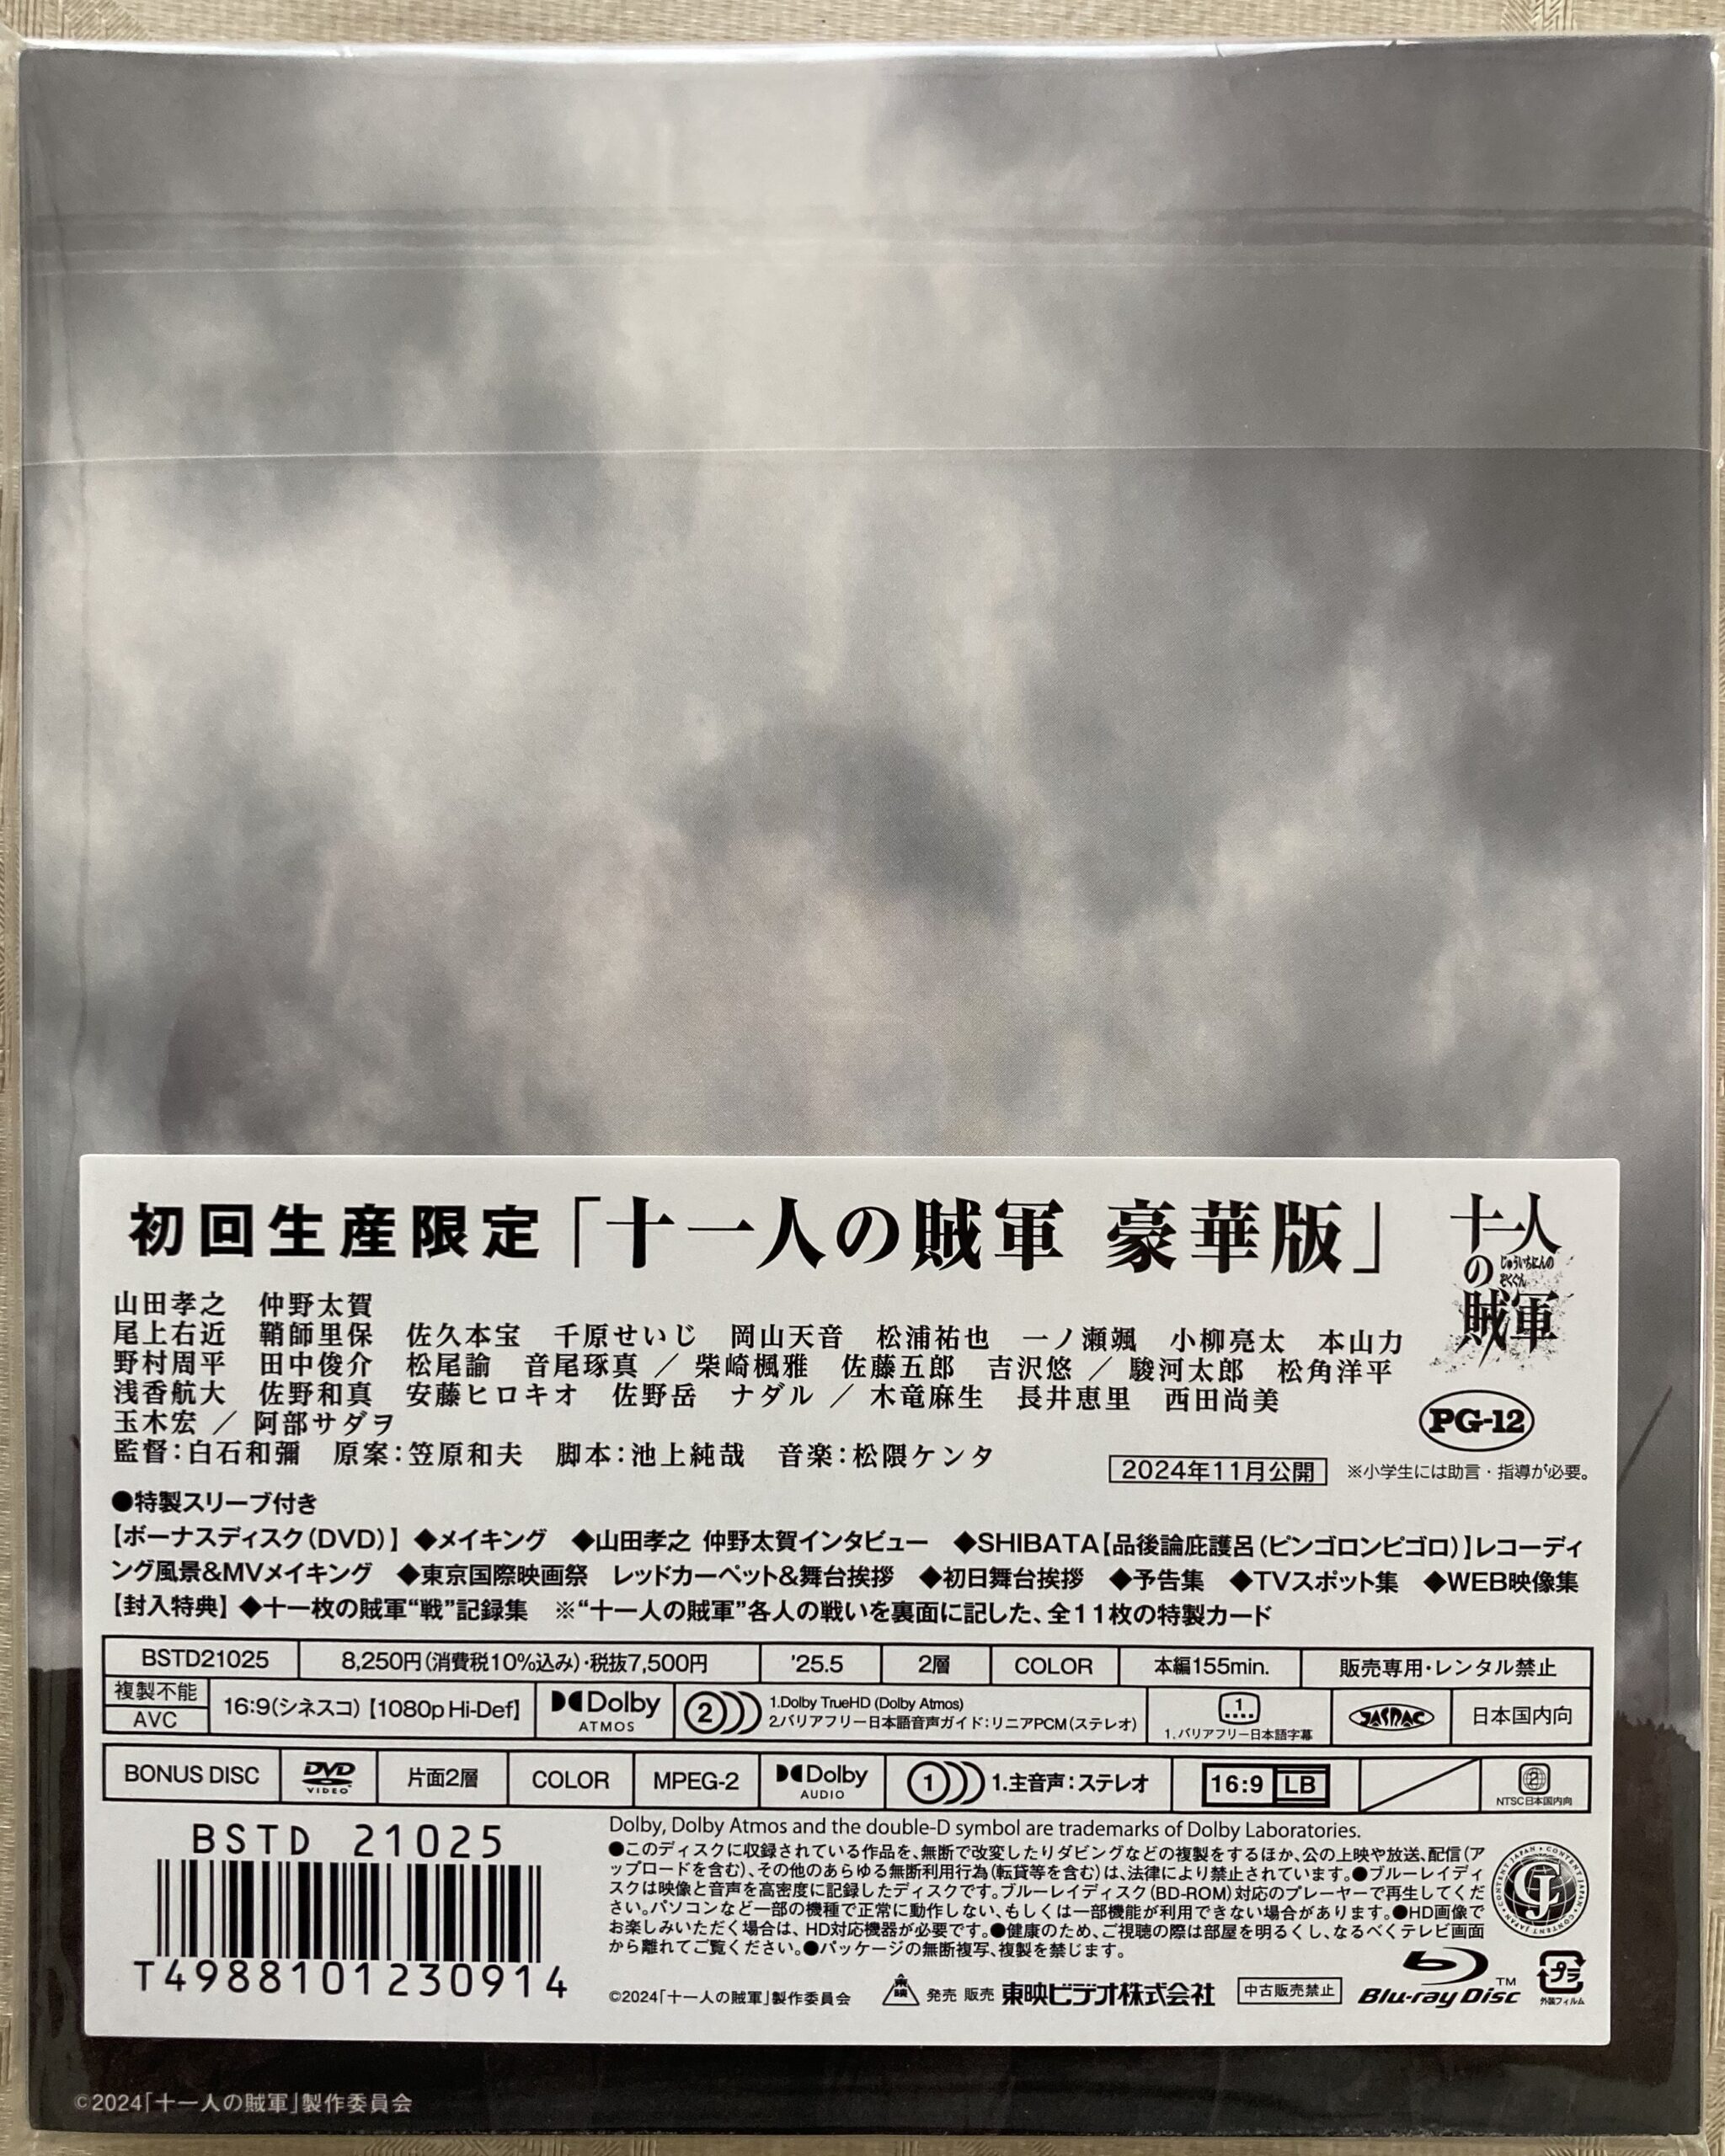 初回生産限定「十一人の賊軍 豪華版」
十一人
の じゅういちにんの
ぞくぐん
賊軍
山田孝之　仲野太賀
尾上右近　鞘師里保　佐久本宝　千原せいじ　岡山天音　松浦祐也　一ノ瀬颯　小柳亮太　本山力
野村周平　田中俊介　松尾諭　音尾琢真 ／ 柴崎楓雅　佐藤五郎　吉沢悠 ／ 駿河太郎　松角洋平
浅香航大　佐野和真　安藤ヒロキオ　佐野岳　ナダル ／ 木竜麻生　長井恵里　西田尚美
玉木宏 ／ 阿部サダヲ
監督：白石和彌　原案：笠原和夫　脚本：池上純哉　音楽：松隈ケンタ
PG-12
2024年11月公開　※小学生には助言・指導が必要。
●特製スリーブ付き
【ボーナスディスク（DVD）】 ◆メイキング　◆山田孝之 仲野太賀インタビュー　◆SHIBATA【品後論庇護呂（ピンゴロンピゴロ）】レコーディ
ング風景&MVメイキング　◆東京国際映画祭　レッドカーペット&舞台挨拶　◆初日舞台挨拶　◆予告集　◆TVスポット集　◆WEB映像集
【封入特典】 ◆十一枚の賊軍“戦”記録集　※“十一人の賊軍”各人の戦いを裏面に記した、全11枚の特製カード
BSTD21025　8,250円（消費税10%込み）・税抜7,500円　'25.5　2層　COLOR　本編155min.　販売専用・レンタル禁止
複製不能
AVC
16:9（シネスコ）【1080p Hi-Def】
Dolby
ATMOS
2
1.Dolby TrueHD (Dolby Atmos)
2.バリアフリー日本語音声ガイド：リニアPCM（ステレオ）
1
1. バリアフリー日本語字幕
JASRAC
日本国内向
BONUS DISC
DVD
VIDEO
片面2層　COLOR　MPEG-2
Dolby
AUDIO
1　1.主音声：ステレオ
16:9 LB
2
NTSC日本国内向
BSTD 21025
T4988101230914
Dolby, Dolby Atmos and the double-D symbol are trademarks of Dolby Laboratories.
●このディスクに収録されている作品を、無断で改変したりダビングなどの複製をするほか、公の上映や放送、配信（ア
ップロードを含む）、その他のあらゆる無断利用行為（転貸等を含む）は、法律により禁止されています。●ブルーレイディ
スクは映像と音声を高密度に記録したディスクです。ブルーレイディスク（BD-ROM）対応のプレーヤーで再生してくだ
さい。パソコンなど一部の機種で正常に動作しない、もしくは一部機能が利用できない場合があります。●HD画像で
お楽しみいただく場合は、HD対応機器が必要です。●健康のため、ご視聴の際は部屋を明るくし、なるべくテレビ画面
から離れてご覧ください。●パッケージの無断複写、複製を禁じます。
©2024「十一人の賊軍」製作委員会
東映
発売 販売 東映ビデオ株式会社
中古販売禁止
Blu-ray Disc TM
プラ
外装フィルム
CONTENT JAPAN
CJ
©2024「十一人の賊軍」製作委員会